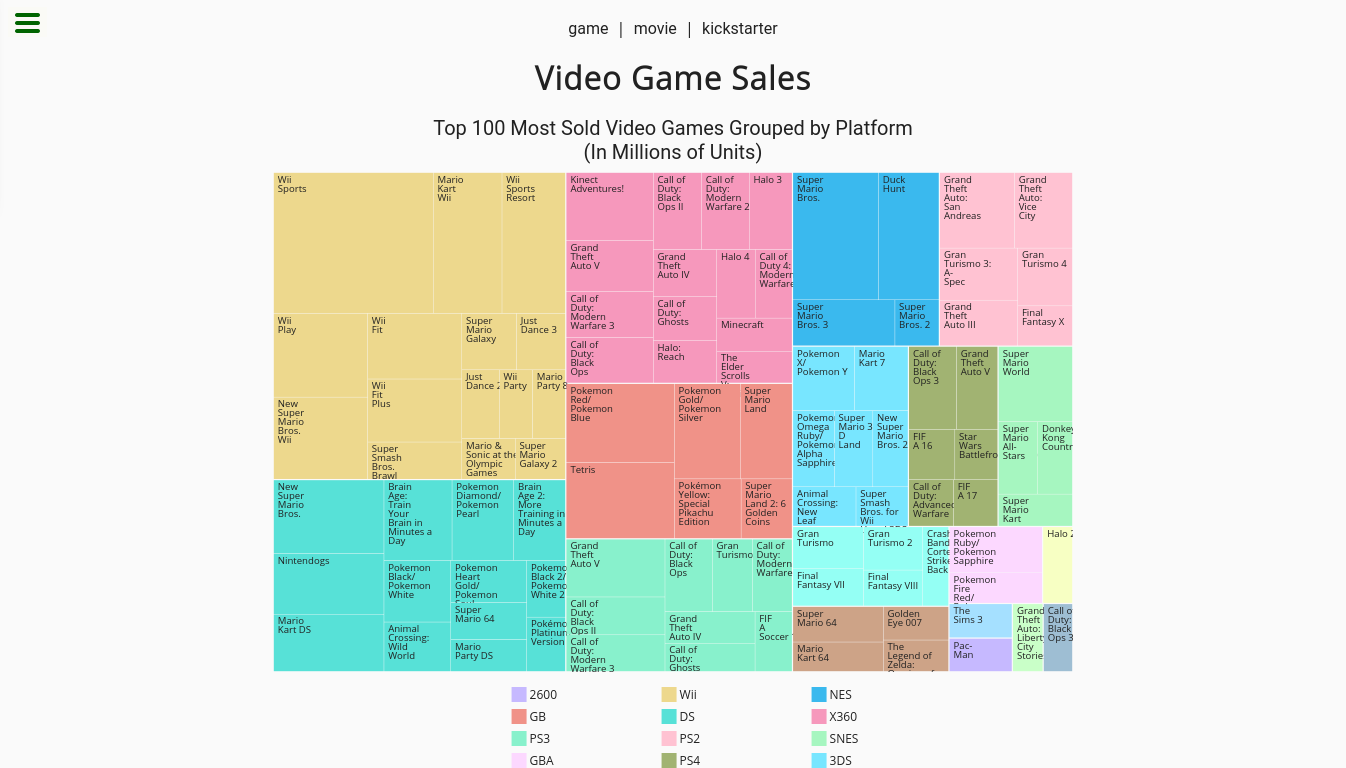 game | movie | kickstarter
Video Game Sales
Top 100 Most Sold Video Games Grouped by Platform
(In Millions of Units)
Wii
Sports
Mario
Kart
Wii
Wii
Sports
Resort
Wii
Play
Wii
Fit
Super
Mario
Galaxy
Just
Dance 3
New
Super
Mario
Bros.
Wii
Wii
Fit
Plus
Just
Dance 2
Wii
Party
Mario
Party 8
Super
Smash
Bros.
Brawl
Mario &
Sonic at the
Olympic
Games
Super
Mario
Galaxy 2
New
Super
Mario
Bros.
Brain
Age:
Train
Your
Brain in
Minutes a
Day
Pokemon
Diamond/
Pokemon
Pearl
Brain
Age 2:
More
Training in
Minutes a
Day
Nintendogs
Mario
Kart DS
Pokemon
Black/
Pokemon
White
Animal
Crossing:
Wild
World
Pokemon
Heart
Gold/
Pokemon
Super
Mario 64
Mario
Party DS
Pokemo
Black 2/
Pokemo
White 2
Pokémo
Platinum
Version
Kinect
Adventures!
Grand
Theft
Auto V
Call of
Duty:
Modern
Warfare 3
Call of
Duty:
Black
Ops
Call of
Duty:
Black
Ops II
Call of
Duty:
Modern
Warfare 2
Halo 3
Grand
Theft
Auto IV
Call of
Duty:
Ghosts
Halo:
Reach
Halo 4
Call of
Duty 4:
Modern
Warfare
Minecraft
The
Elder
Scrolls
Pokemon
Red/
Pokemon
Blue
Tetris
Pokemon
Gold/
Pokemon
Silver
Super
Mario
Land
Pokémon
Yellow:
Special
Pikachu
Edition
Super
Mario
Land 2: 6
Golden
Coins
Grand
Theft
Auto V
Call of
Duty:
Black
Ops II
Call of
Duty:
Modern
Warfare 3
Call of
Duty:
Black
Ops
Gran
Turismo
Call of
Duty:
Modern
Warfare
Grand
Theft
Auto IV
Call of
Duty:
Ghosts
FIF
A
Soccer
Super
Mario
Bros.
Duck
Hunt
Super
Mario
Bros. 3
Super
Mario
Bros. 2
Grand
Theft
Auto:
San
Andreas
Grand
Theft
Auto:
Vice
City
Gran
Turismo 3:
A-
Spec
Gran
Turismo 4
Grand
Theft
Auto III
Final
Fantasy X
Pokemon
X/
Pokemon Y
Mario
Kart 7
Pokemo
Omega
Ruby/
Pokemo
Alpha
Sapphire
Super
Mario 3
D
Land
New
Super
Mario
Bros. 2
Animal
Crossing:
New
Leaf
Super
Smash
Bros. for
Wii
Call of
Duty:
Black
Ops 3
Grand
Theft
Auto V
FIF
A 16
Star
Wars
Battlefro
Call of
Duty:
Advanced
Warfare
FIF
A 17
Super
Mario
World
Super
Mario
All-
Stars
Donkey
Kong
Countr
Super
Mario
Kart
Gran
Turismo
Gran
Turismo 2
Crash
Band
Corte
Strike
Back
Final
Fantasy VII
Final
Fantasy VIII
Pokemon
Ruby/
Pokemon
Sapphire
Pokemon
Fire
Red/
Halo 2
Super
Mario 64
Golden
Eye 007
Mario
Kart 64
The
Legend of
Zelda:
The
Sims 3
Pac-
Man
Grand
Theft
Auto:
Libert
City
Storie
Call o
Duty:
Black
Ops 3
2600
Wii
NES
GB
DS
X360
PS3
PS2
SNES
GBA
PS4
3DS